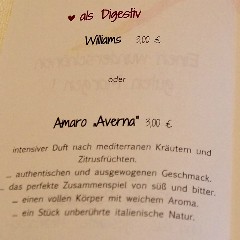 ♥ als Digestiv
Williams 3,00 €
oder
Amaro „Averna" 3,00 €
intensiver Duft nach mediterranen Kräutern und
Zitrusfrüchten.
... authentischen und ausgewogenen Geschmack.
... das perfekte Zusammenspiel von süß und bitter.
... einen vollen Körper mit weichem Aroma.
... ein Stück unberührte italienische Natur.